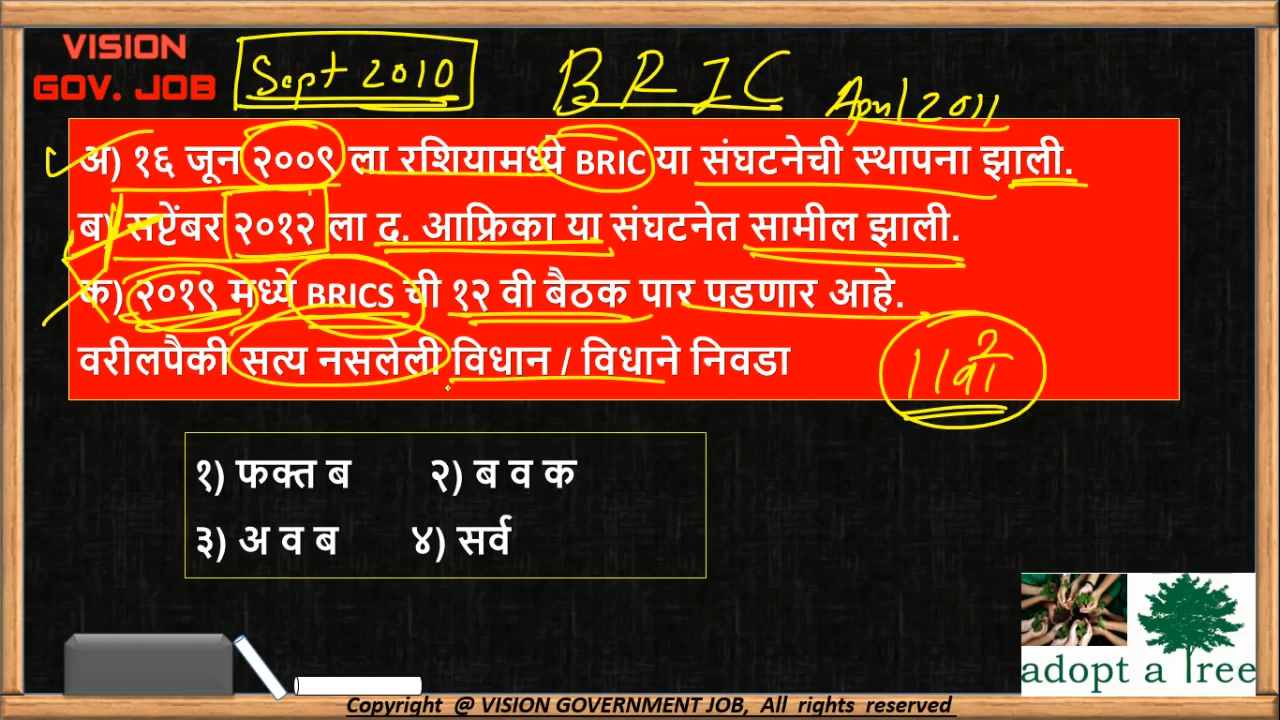 VISION
GOV. JOB
Sept 2010
BRIC
April 2011
अ) १६ जून २००९ ला रशियामध्ये BRIC या संघटनेची स्थापना झाली.
ब) सप्टेंबर २०१२ ला द. आफ्रिका या संघटनेत सामील झाली.
क) २०१९ मध्ये BRICS ची १२ वी बैठक पार पडणार आहे.
वरीलपैकी सत्य नसलेली विधान / विधाने निवडा
11वी
१) फक्त ब २) ब व क
३) अ व ब ४) सर्व
adopt a Tree
Copyright @ VISION GOVERNMENT JOB, All rights reserved